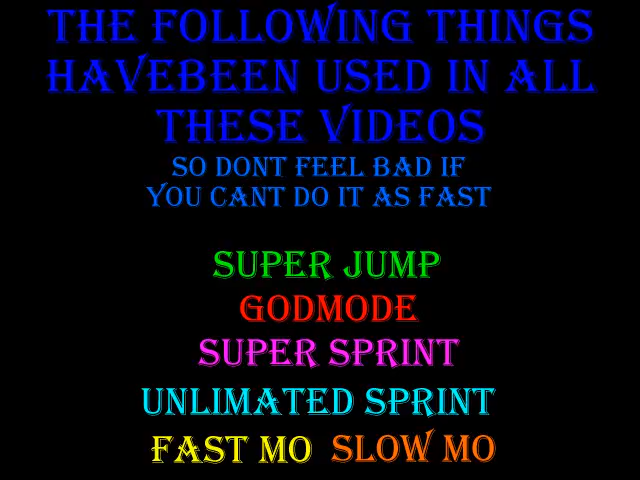 THE FOLLOWING THINGS
HAVEBEEN USED IN ALL
THESE VIDEOS
SO DONT FEEL BAD IF
YOU CANT DO IT AS FAST
SUPER JUMP
GODMODE
SUPER SPRINT
UNLIMATED SPRINT
FAST MO SLOW MO